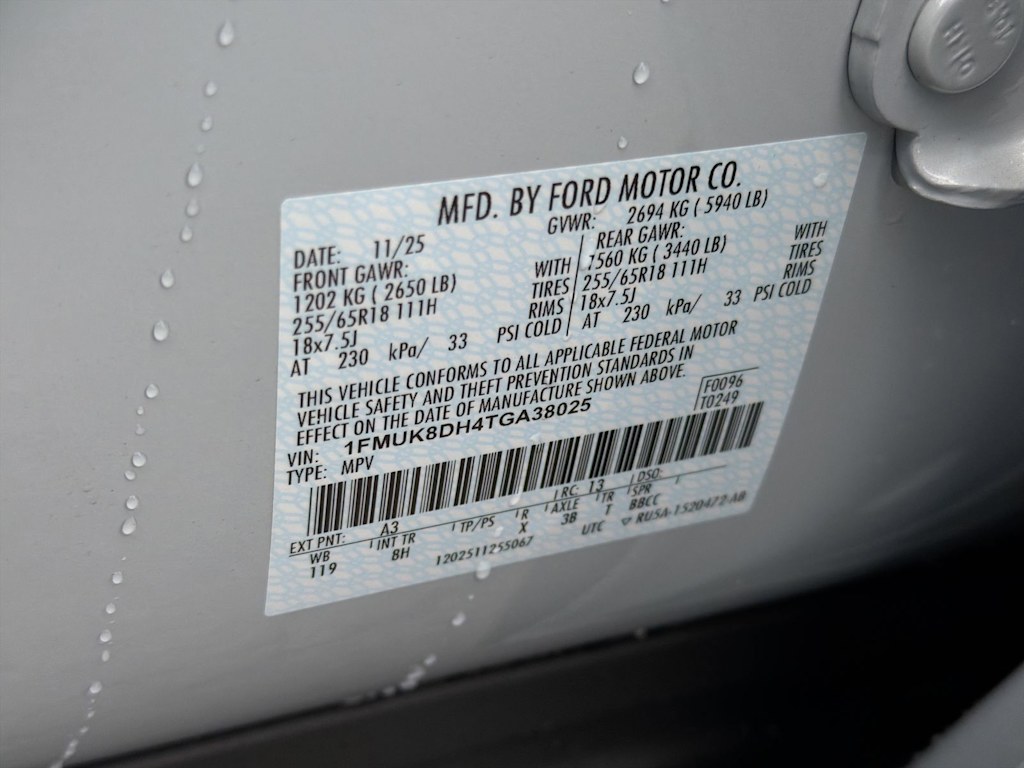 MFD. BY FORD MOTOR CO.
DATE: 11/25
GVWR: 2694 KG ( 5940 LB)
FRONT GAWR:
1202 KG ( 2650 LB) WITH
255/65R18 111H TIRES
18x7.5J RIMS
AT 230 kPa/ 33 PSI COLD
REAR GAWR: WITH
1560 KG ( 3440 LB) TIRES
255/65R18 111H RIMS
18x7.5J
AT 230 kPa/ 33 PSI COLD
THIS VEHICLE CONFORMS TO ALL APPLICABLE FEDERAL MOTOR
VEHICLE SAFETY AND THEFT PREVENTION STANDARDS IN
EFFECT ON THE DATE OF MANUFACTURE SHOWN ABOVE.
VIN: 1FMUK8DH4TGA38025
F0096
T0249
TYPE: MPV
EXT PNT: A3 RC: 13 DSO:
WB INT TR TP/PS R AXLE TR SPR
119 8H X 3B T BBCC
1202511255067 UTC ▽ RU5A-1520472-AB